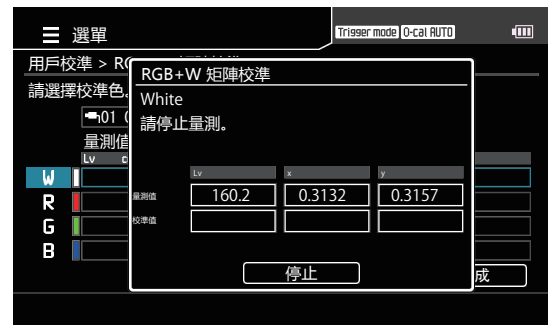 選單
Trigger mode O-cal AUTO
用戶校準 > RG
請選擇校準色。
01
量測值
Lv
W
R
G
B
成
RGB+W 矩陣校準
White
請停止量測。
Lv x y
量測值 160.2 0.3132 0.3157
校準值
停止